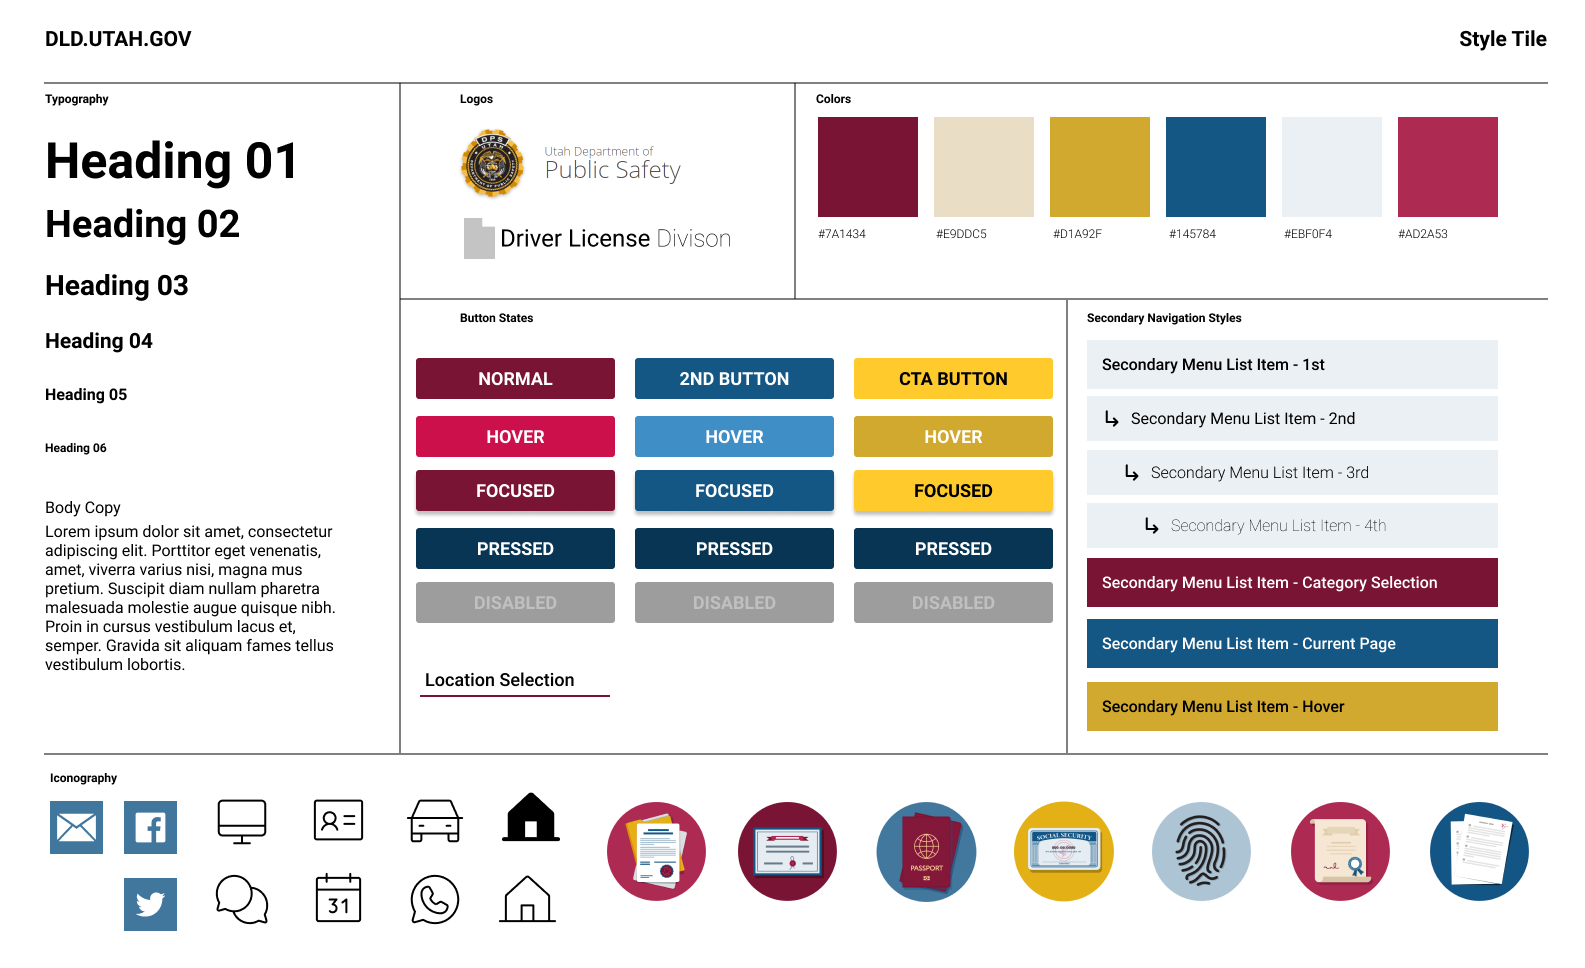 DLD.UTAH.GOV
Style Tile
Typography
Heading 01
Heading 02
Heading 03
Heading 04
Heading 05
Heading 06
Body Copy
Lorem ipsum dolor sit amet, consectetur
adipiscing elit. Porttitor eget venenatis,
amet, viverra varius nisi, magna mus
pretium. Suscipit diam nullam pharetra
malesuada molestie augue quisque nibh.
Proin in cursus vestibulum lacus et,
semper. Gravida sit aliquam fames tellus
vestibulum lobortis.
Logos
DPS
UTAH
Utah Department of
Public Safety
Driver License Divison
Colors
#7A1434
#E9DDC5
#D1A92F
#145784
#EBF0F4
#AD2A53
Button States
NORMAL
2ND BUTTON
CTA BUTTON
HOVER
HOVER
HOVER
FOCUSED
FOCUSED
FOCUSED
PRESSED
PRESSED
PRESSED
DISABLED
DISABLED
DISABLED
Location Selection
Secondary Navigation Styles
Secondary Menu List Item - 1st
Secondary Menu List Item - 2nd
Secondary Menu List Item - 3rd
Secondary Menu List Item - 4th
Secondary Menu List Item - Category Selection
Secondary Menu List Item - Current Page
Secondary Menu List Item - Hover
Iconography
31
PASSPORT
SOCIAL SECURITY